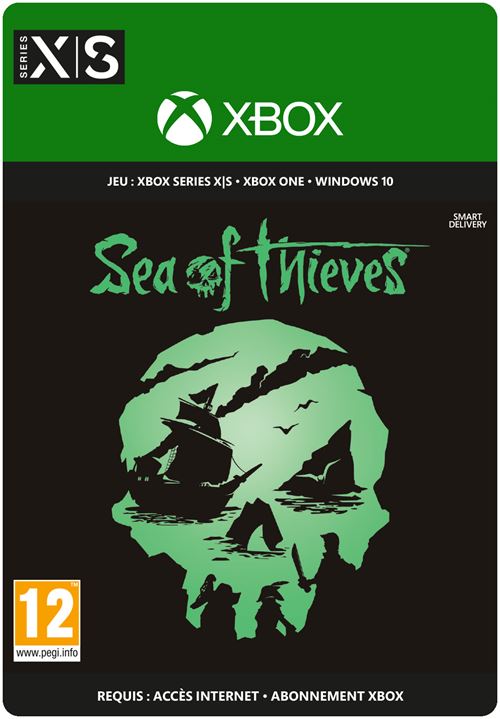 SERIES X|S
XBOX
JEU : XBOX SERIES X|S • XBOX ONE • WINDOWS 10
SMART
DELIVERY
Sea of Thieves
12
www.pegi.info
REQUIS : ACCÈS INTERNET • ABONNEMENT XBOX